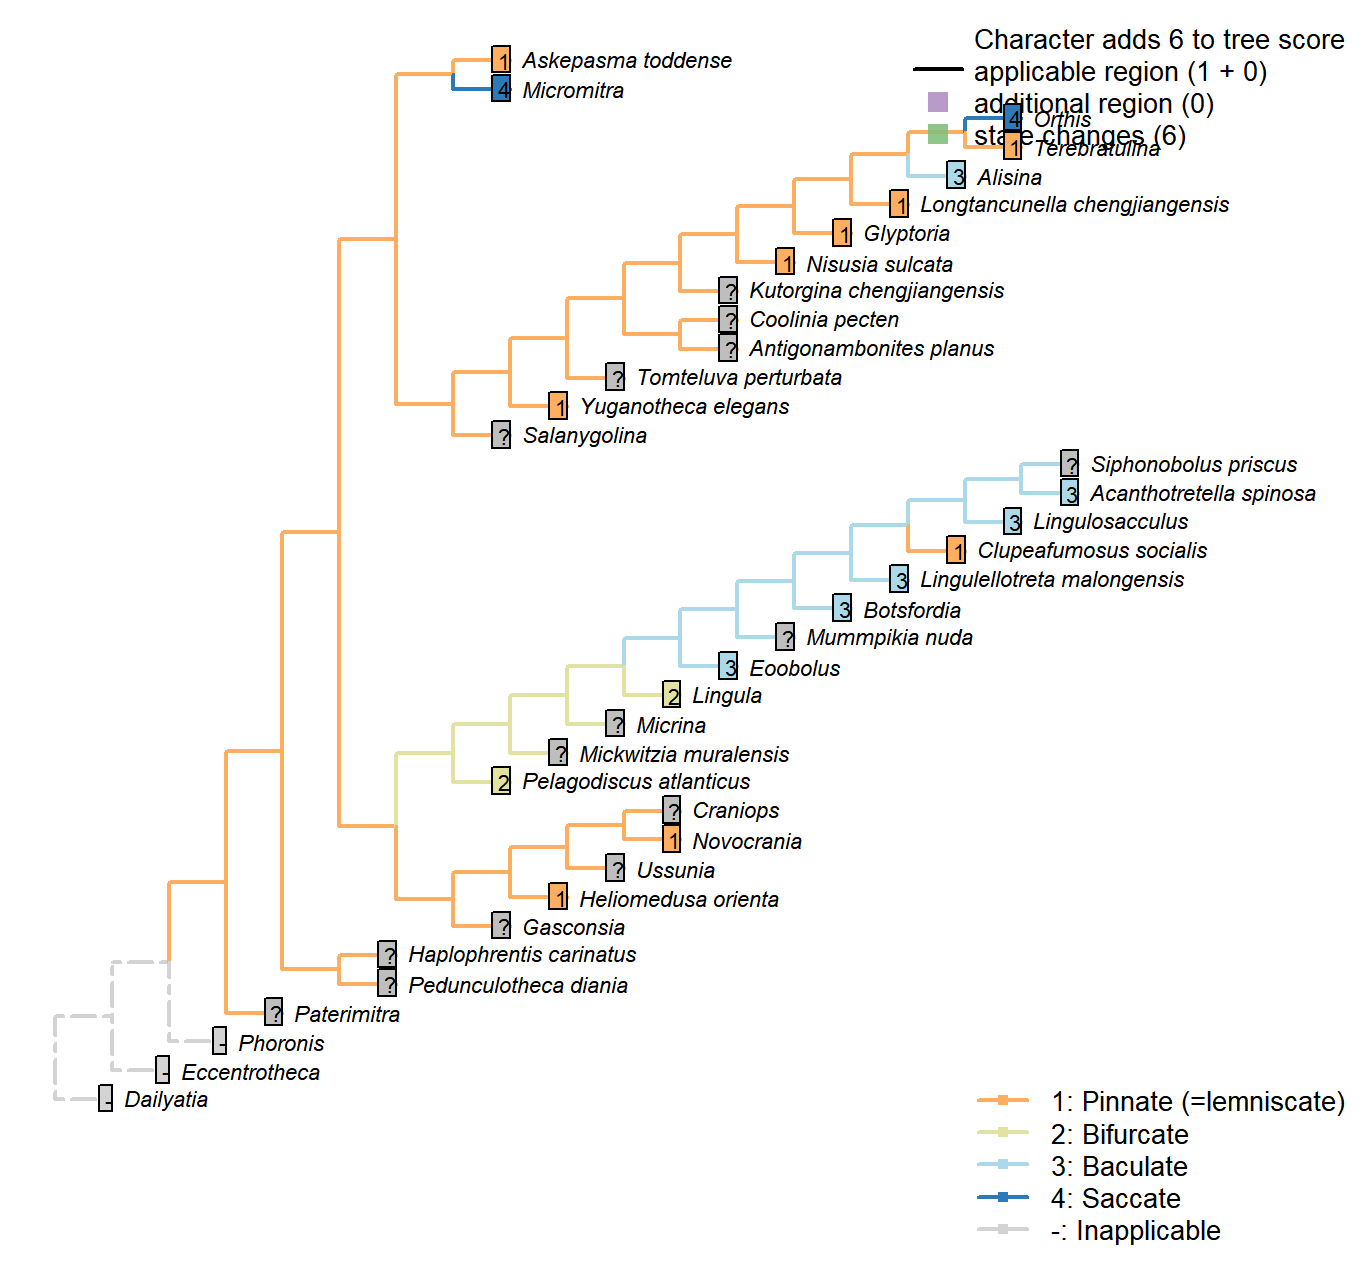 Character adds 6 to tree score
applicable region (1 + 0)
additional region (0)
state changes (6)
1 Askepasma toddense
4 Micromitra
4 Orthis
1 Terebratulina
3 Alisina
1 Longtancunella chengjiangensis
1 Glyptoria
1 Nisusia sulcata
? Kutorgina chengjiangensis
? Coolinia pecten
? Antigonambonites planus
? Tomteluva perturbata
1 Yuganotheca elegans
? Salanygolina
? Siphonobolus priscus
3 Acanthotretella spinosa
3 Lingulosacculus
1 Clupeafumosus socialis
3 Lingulellotreta malongensis
3 Botsfordia
? Mummpikia nuda
3 Eoobolus
2 Lingula
? Micrina
? Mickwitzia muralensis
2 Pelagodiscus atlanticus
? Craniops
1 Novocrania
? Ussunia
1 Heliomedusa orienta
? Gasconsia
? Haplophrentis carinatus
? Pedunculotheca diania
? Paterimitra
- Phoronis
- Eccentrotheca
- Dailyatia
1: Pinnate (=lemniscate)
2: Bifurcate
3: Baculate
4: Saccate
-: Inapplicable